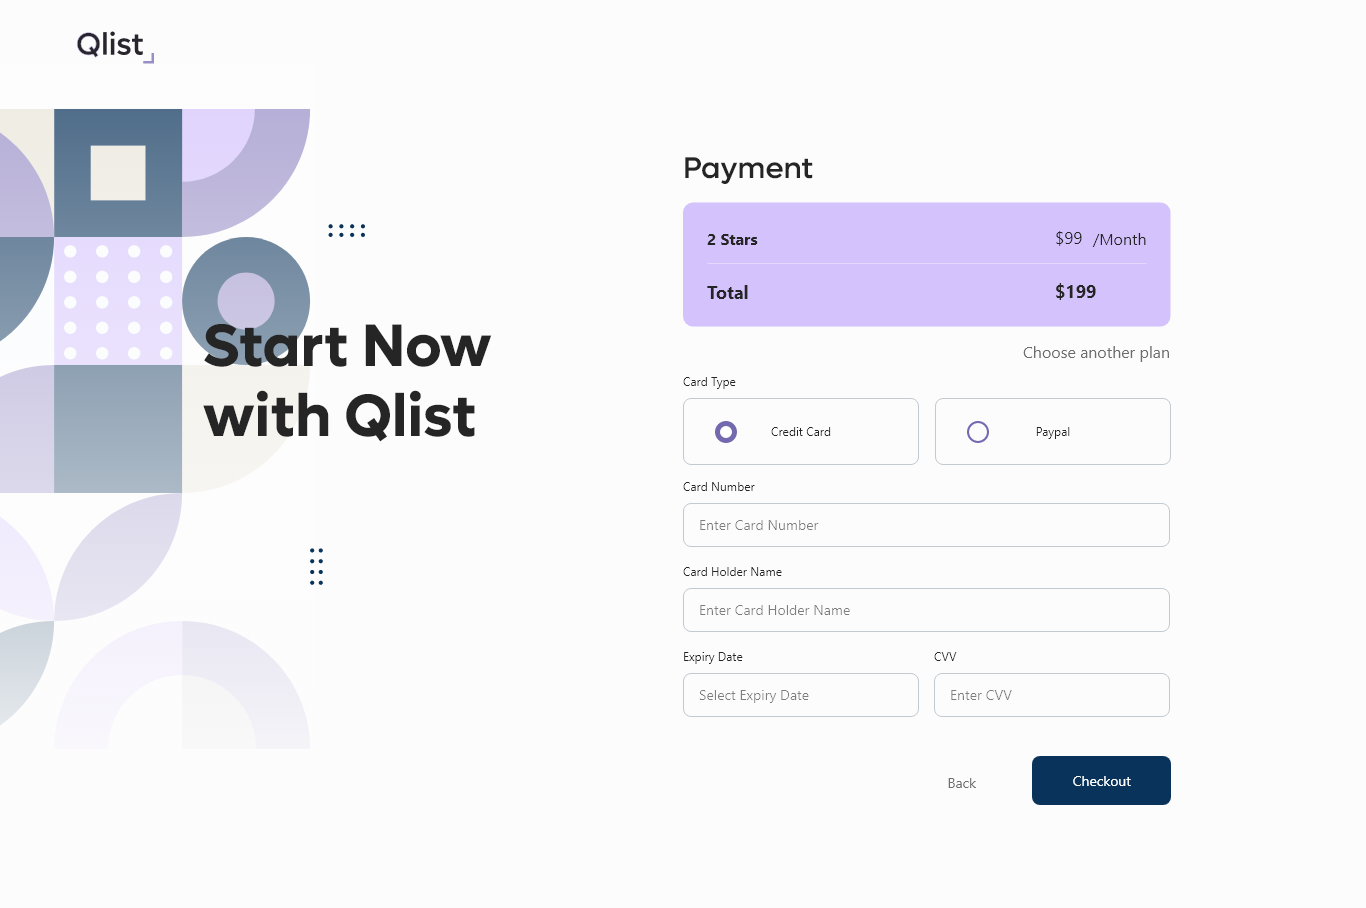 Qlist
Start Now
with Qlist
Payment
2 Stars $99 /Month
Total $199
Choose another plan
Card Type
Credit Card Paypal
Card Number
Enter Card Number
Card Holder Name
Enter Card Holder Name
Expiry Date CVV
Select Expiry Date Enter CVV
Back Checkout